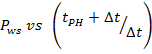 P_ws vs (t_PH + Δt / Δt)